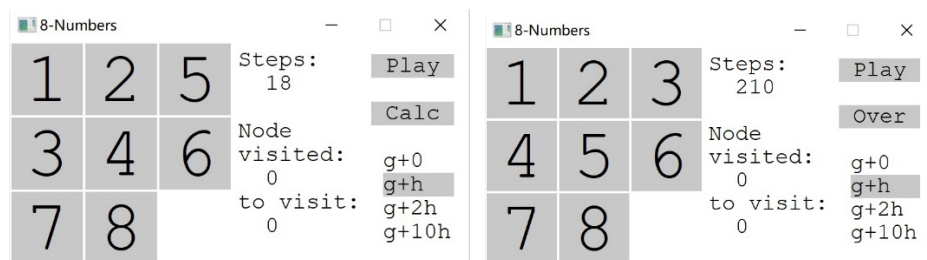 8-Numbers
1 2 5
3 4 6
7 8
Steps:
18
Node
visited:
0
to visit:
0
Play
Calc
g+0
g+h
g+2h
g+10h
8-Numbers
1 2 3
4 5 6
7 8
Steps:
210
Node
visited:
0
to visit:
0
Play
Over
g+0
g+h
g+2h
g+10h